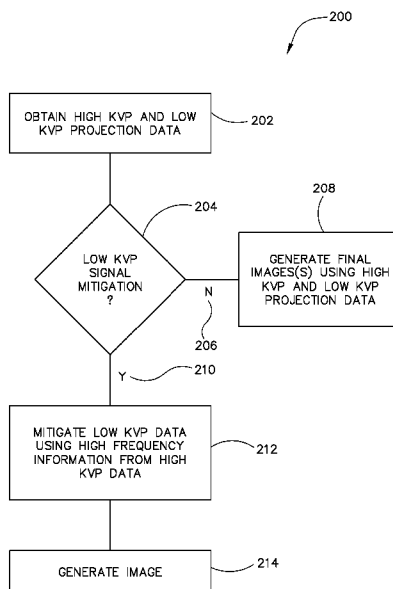 200
OBTAIN HIGH KVP AND LOW
KVP PROJECTION DATA
202
204
LOW KVP
SIGNAL
MITIGATION
?
208
GENERATE FINAL
IMAGES(S) USING HIGH
KVP AND LOW KVP
PROJECTION DATA
N
206
Y
210
MITIGATE LOW KVP DATA
USING HIGH FREQUENCY
INFORMATION FROM HIGH
KVP DATA
212
GENERATE IMAGE
214